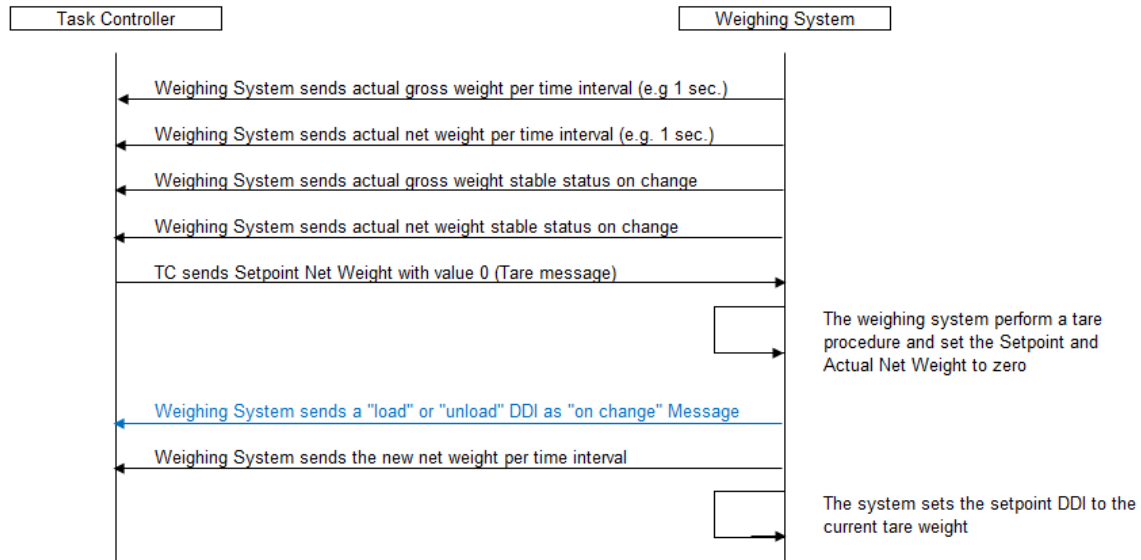 Task Controller
Weighing System
Weighing System sends actual gross weight per time interval (e.g 1 sec.)
Weighing System sends actual net weight per time interval (e.g. 1 sec.)
Weighing System sends actual gross weight stable status on change
Weighing System sends actual net weight stable status on change
TC sends Setpoint Net Weight with value 0 (Tare message)
The weighing system perform a tare
procedure and set the Setpoint and
Actual Net Weight to zero
Weighing System sends a "load" or "unload" DDI as "on change" Message
Weighing System sends the new net weight per time interval
The system sets the setpoint DDI to the
current tare weight